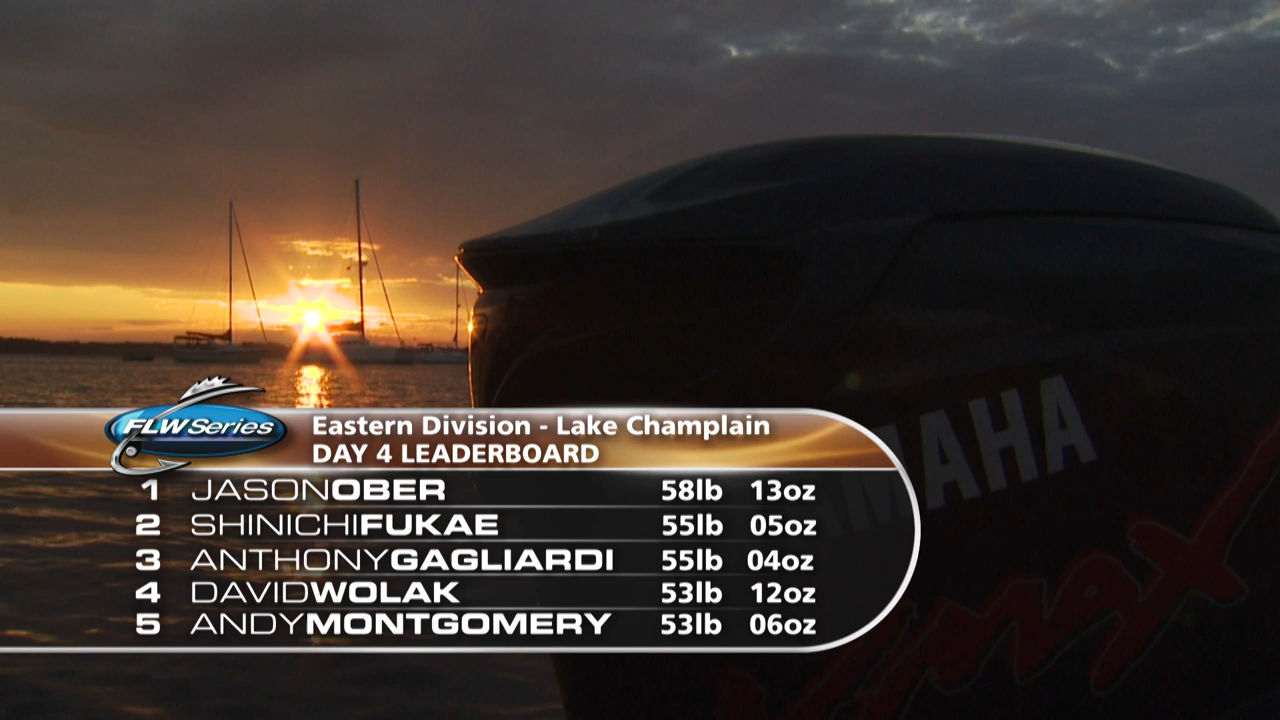 FLW Series
Eastern Division - Lake Champlain
DAY 4 LEADERBOARD
1 JASONOBER 58lb 13oz
2 SHINICHIFUKAE 55lb 05oz
3 ANTHONYGAGLIARDI 55lb 04oz
4 DAVIDWOLAK 53lb 12oz
5 ANDYMONTGOMERY 53lb 06oz
YAMAHA
Vmax